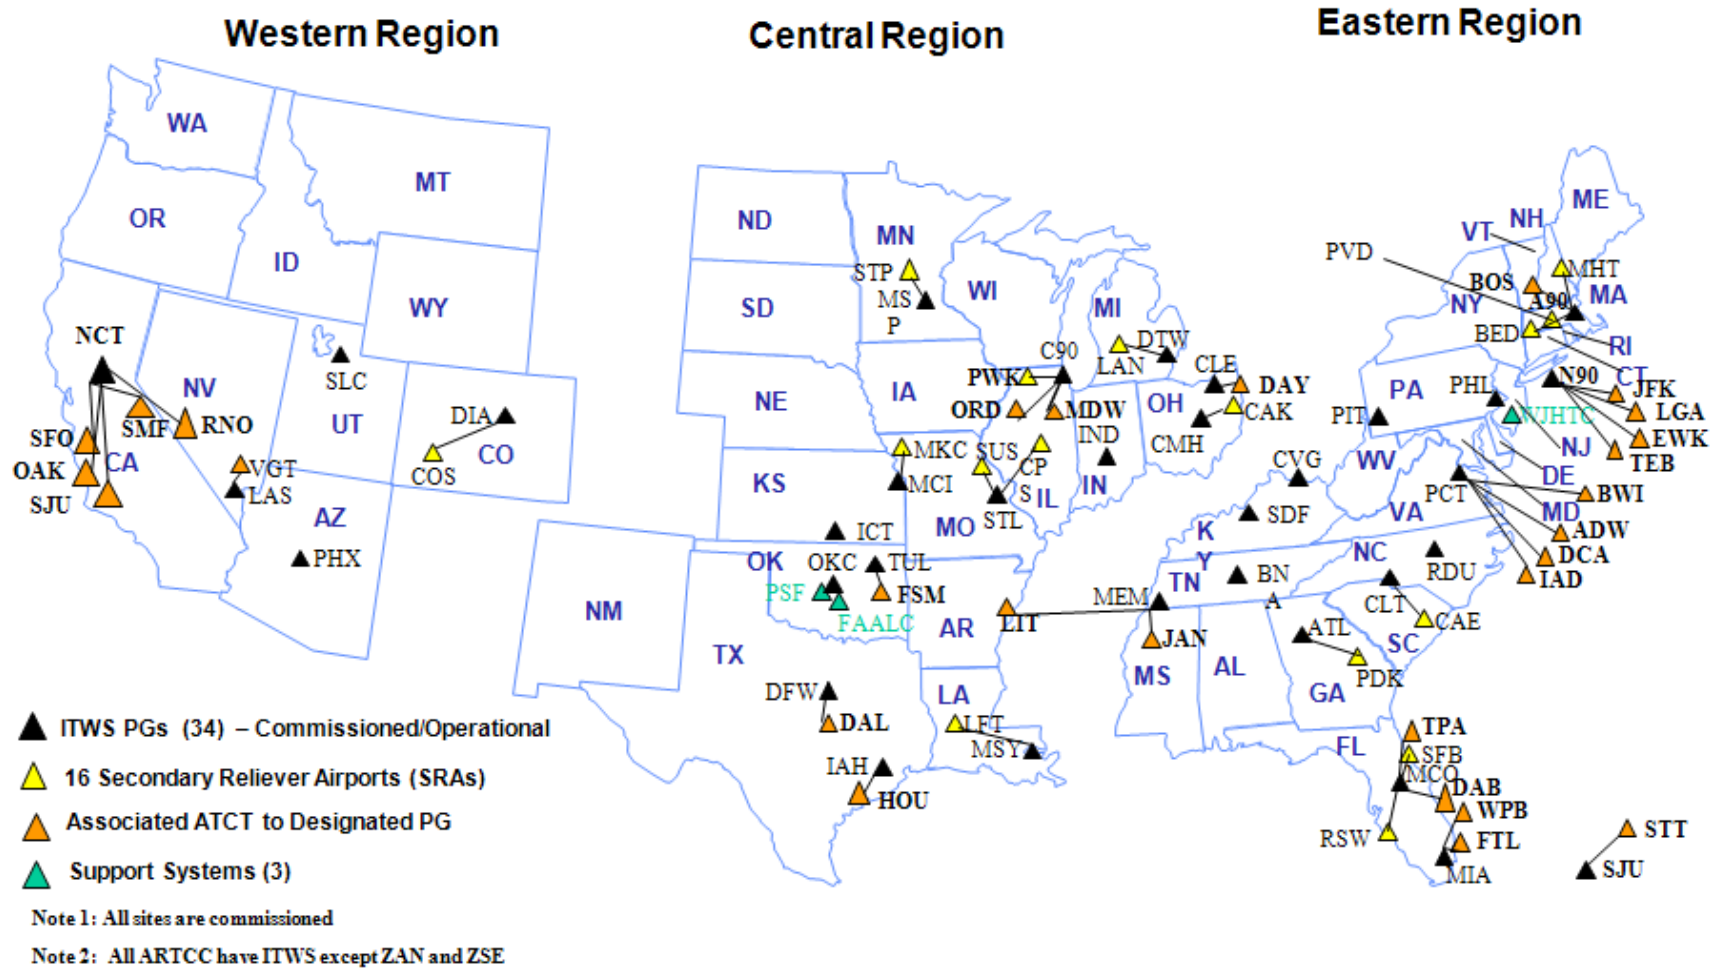 Western Region
Central Region
Eastern Region
WA
MT
OR
ID
WY
NCT
NV
SLC
UT
SFO
SMF
RNO
OAK
CA
SJU
VGT
LAS
DIA
COS
CO
AZ
PHX
NM
ND
MN
STP
MS
P
SD
WI
MI
C90
DTW
LAN
CLE
PWK
DAY
NE
IA
ORD
MDW
OH
CAK
IND
CMH
MKC
SUS
CP
S
KS
MCI
IL
IN
STL
MO
ICT
OK
OKC
TUL
PSF
FSM
FAALC
AR
LIT
TX
DFW
DAL
LA
LFT
MSY
IAH
HOU
ME
NH
VT
PVD
MHT
BOS
A90
MA
NY
BED
RI
CT
N90
JFK
PA
PHL
LGA
PIT
WJHTC
EWK
NJ
TEB
WV
CVG
DE
PCT
BWI
SDF
VA
MD
ADW
K
Y
NC
DCA
RDU
IAD
TN
BN
A
MEM
CLT
CAE
JAN
ATL
SC
MS
AL
PDK
GA
TPA
FL
SFB
MCO
DAB
WPB
RSW
FTL
MIA
STT
SJU
ITWS PGs (34) – Commissioned/Operational
16 Secondary Reliever Airports (SRAs)
Associated ATCT to Designated PG
Support Systems (3)
Note 1: All sites are commissioned
Note 2: All ARTCC have ITWS except ZAN and ZSE